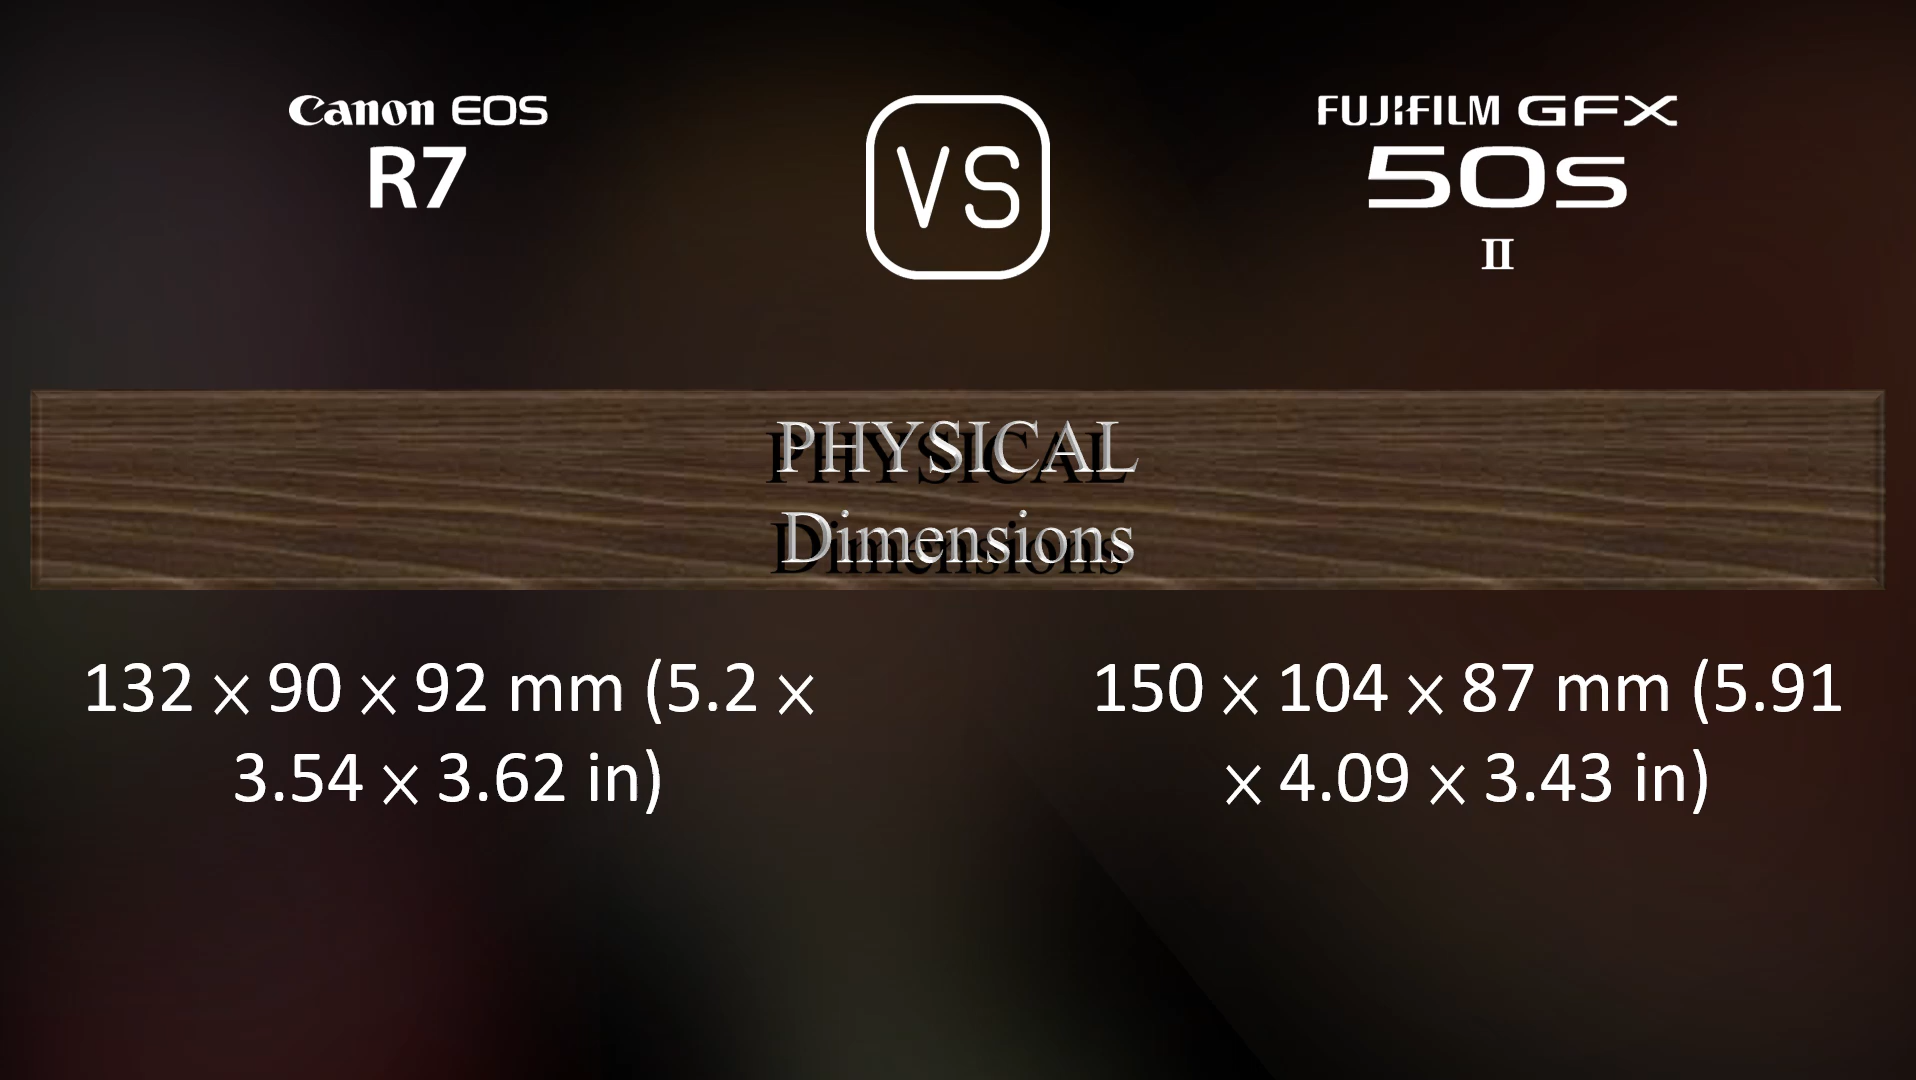 Canon EOS
R7
VS
FUJIFILM GFX
50s
II
PHYSICAL
Dimensions
132 x 90 x 92 mm (5.2 x
3.54 x 3.62 in)
150 x 104 x 87 mm (5.91
x 4.09 x 3.43 in)